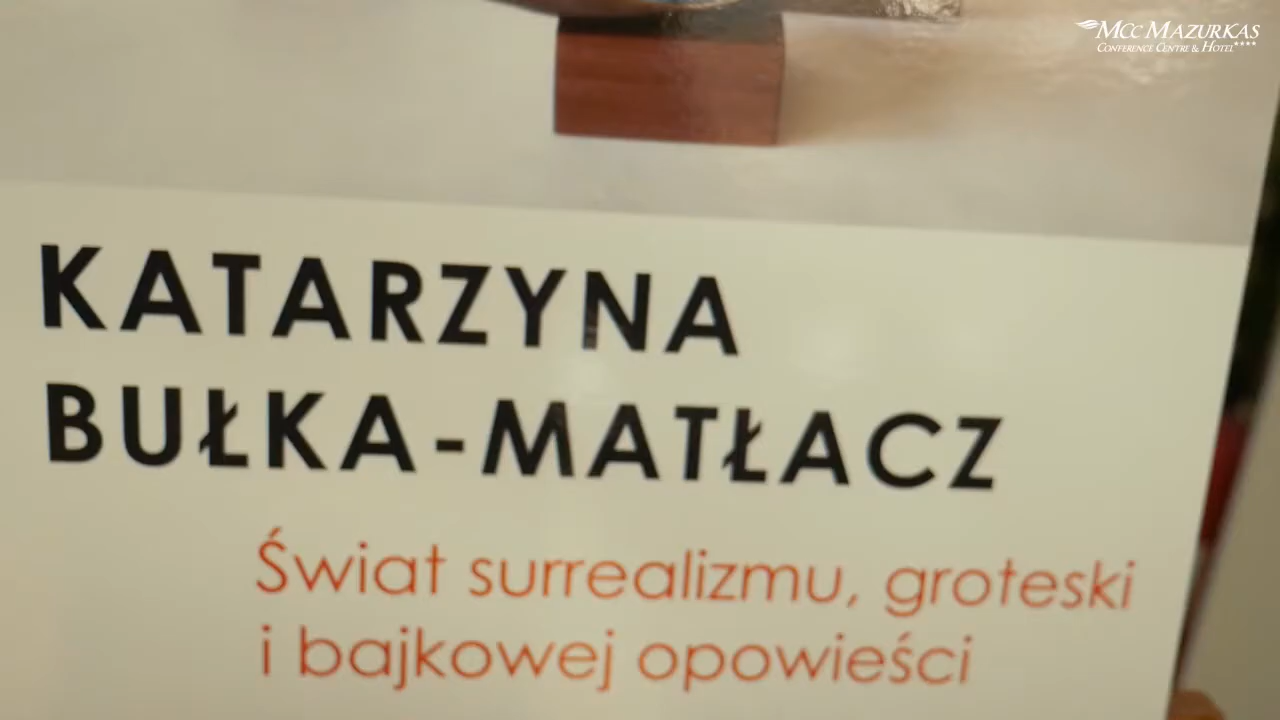 MCC MAZURKAS
CONFERENCE CENTRE & HOTEL****
KATARZYNA
BUŁKA-MATŁACZ
Świat surrealizmu, groteski
i bajkowej opowieści